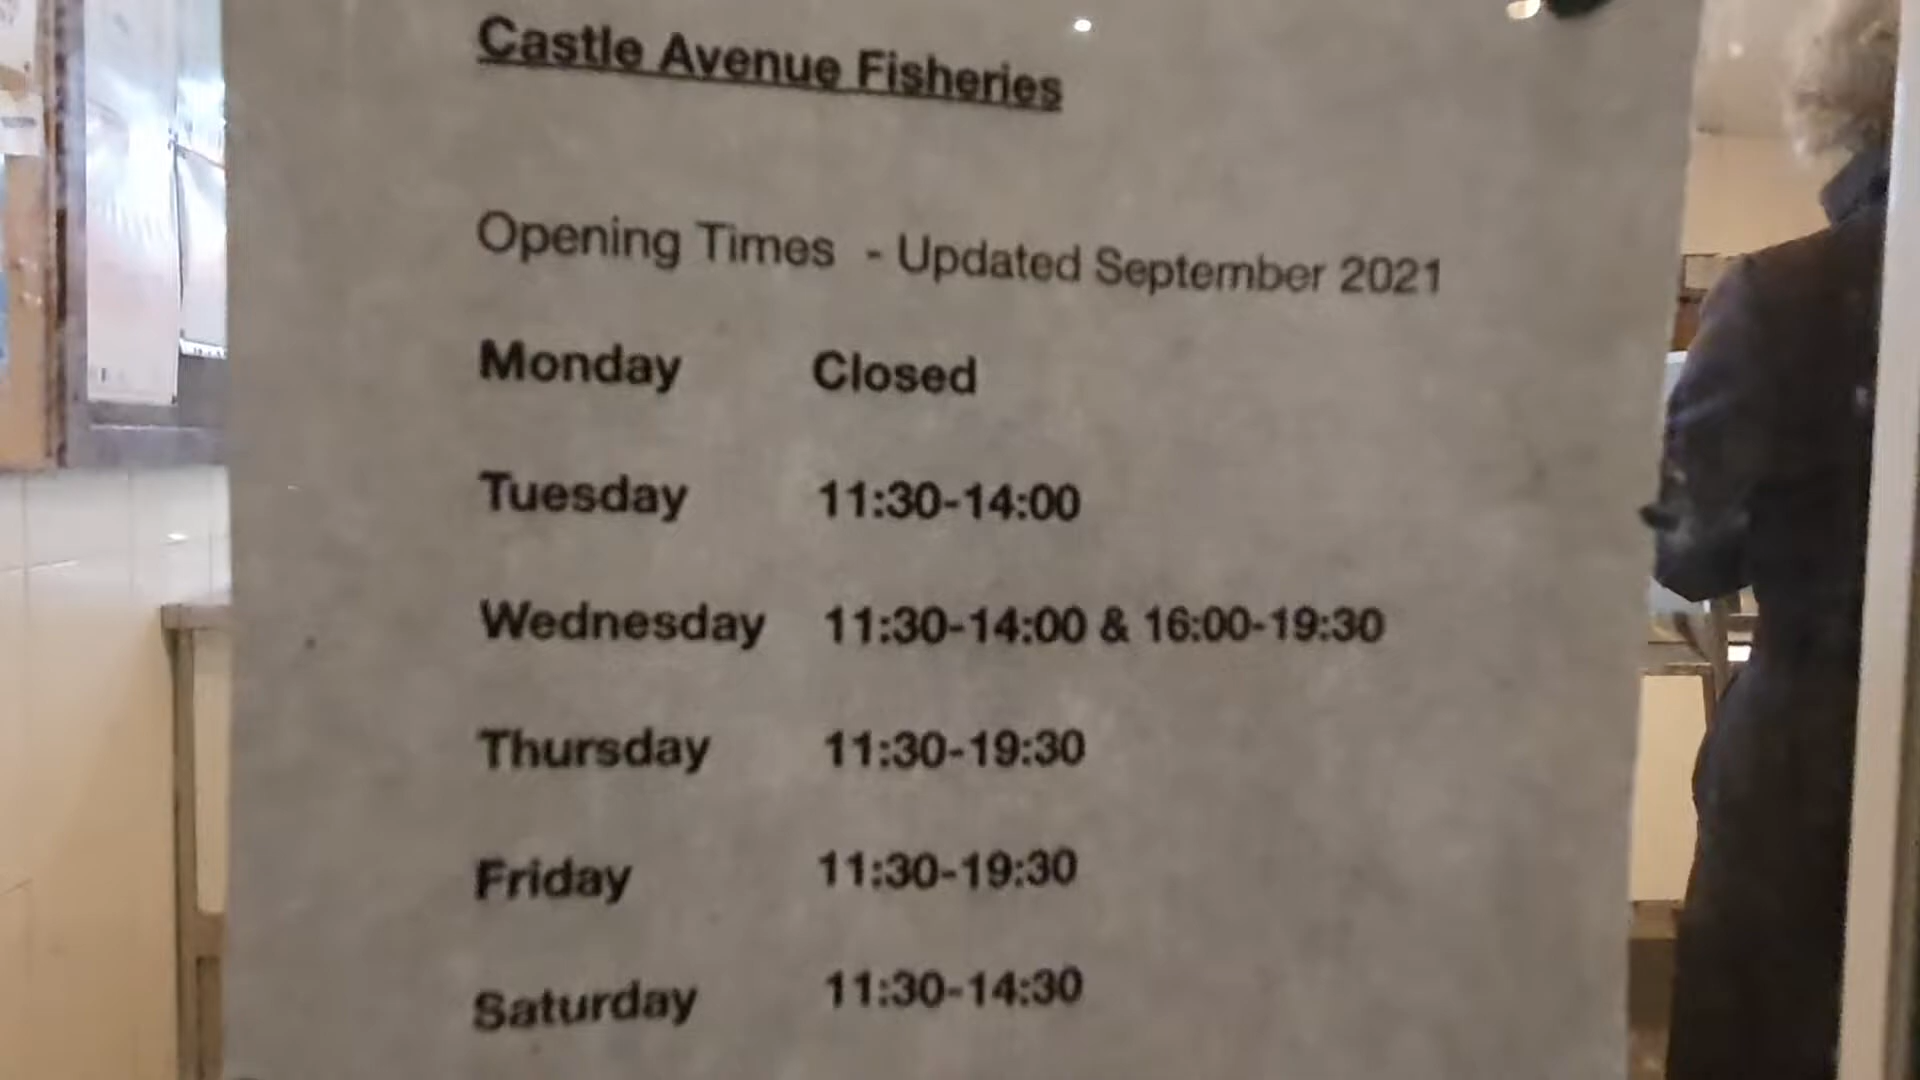 Castle Avenue Fisheries
Opening Times - Updated September 2021
Monday Closed
Tuesday 11:30-14:00
Wednesday 11:30-14:00 & 16:00-19:30
Thursday 11:30-19:30
Friday 11:30-19:30
Saturday 11:30-14:30